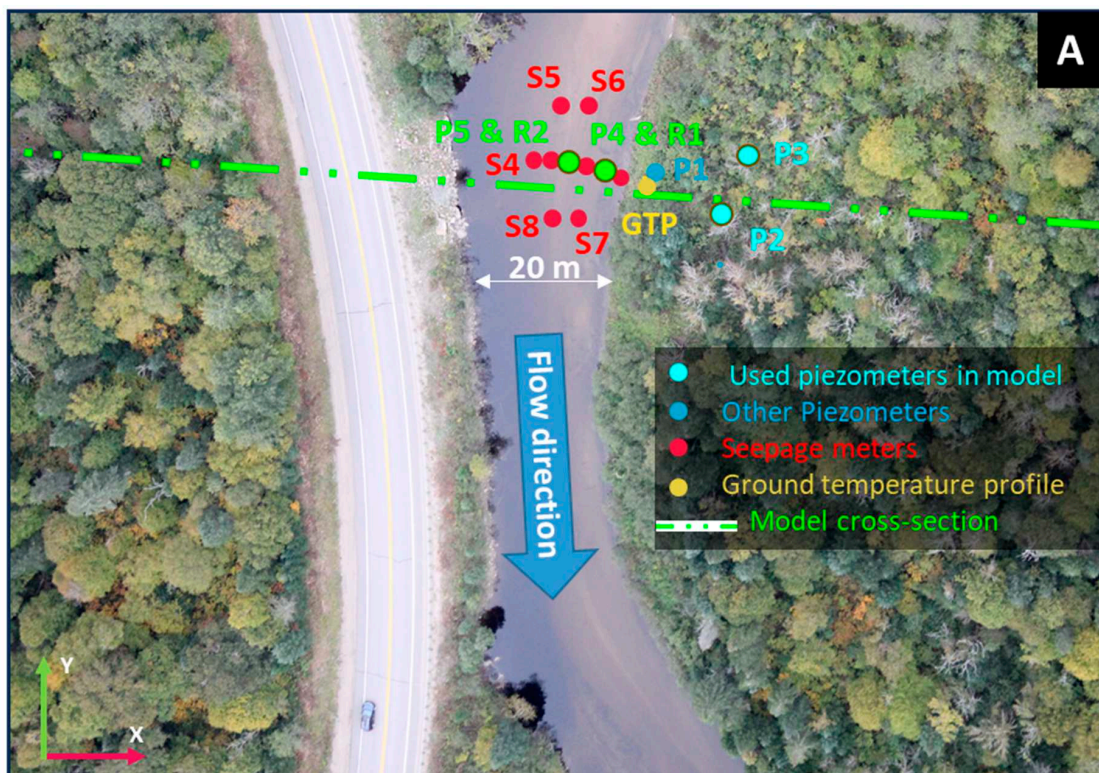 A
S5 S6
P5 & R2 P4 & R1
S4 P1 P3
GTP P2
S8 S7
20 m
Flow direction
Used piezometers in model
Other Piezometers
Seepage meters
Ground temperature profile
Model cross-section
Y
X